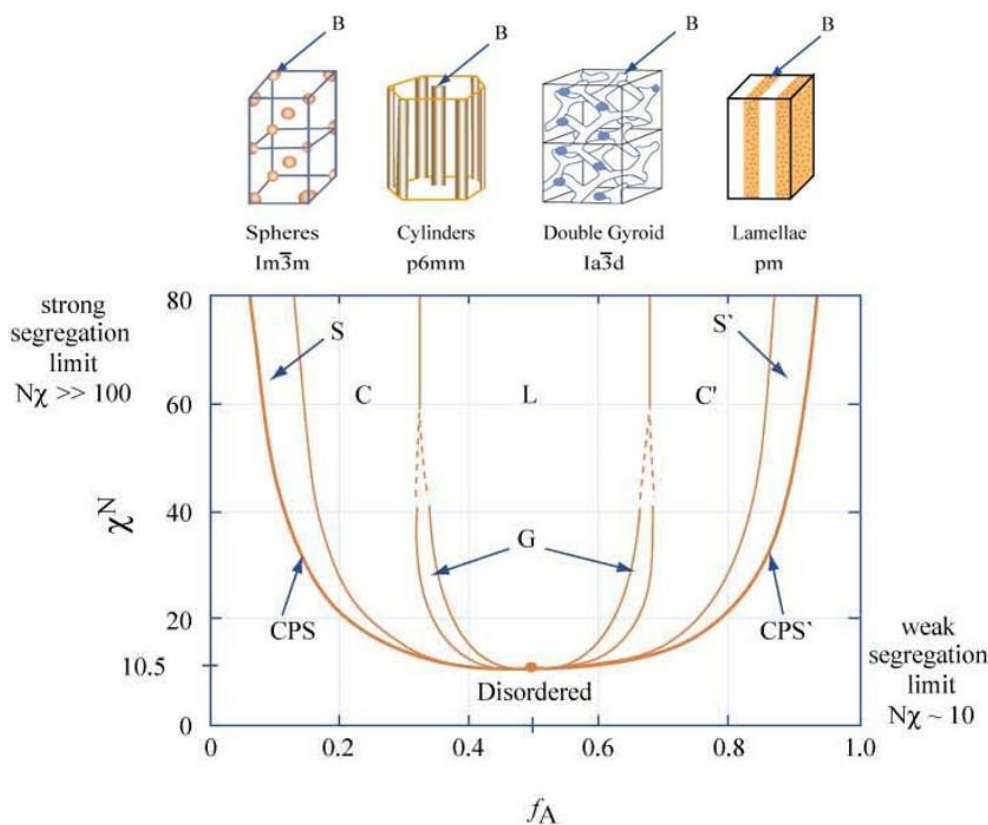 B
B
B
B
Spheres
Im3̅m
Cylinders
p6mm
Double Gyroid
Ia3̅d
Lamellae
pm
strong
segregation
limit
Nχ >> 100
80
60
40
20
10.5
0
χN
S
C
L
C'
S`
G
CPS
CPS`
Disordered
weak
segregation
limit
Nχ ~ 10
0
0.2
0.4
0.6
0.8
1.0
fA